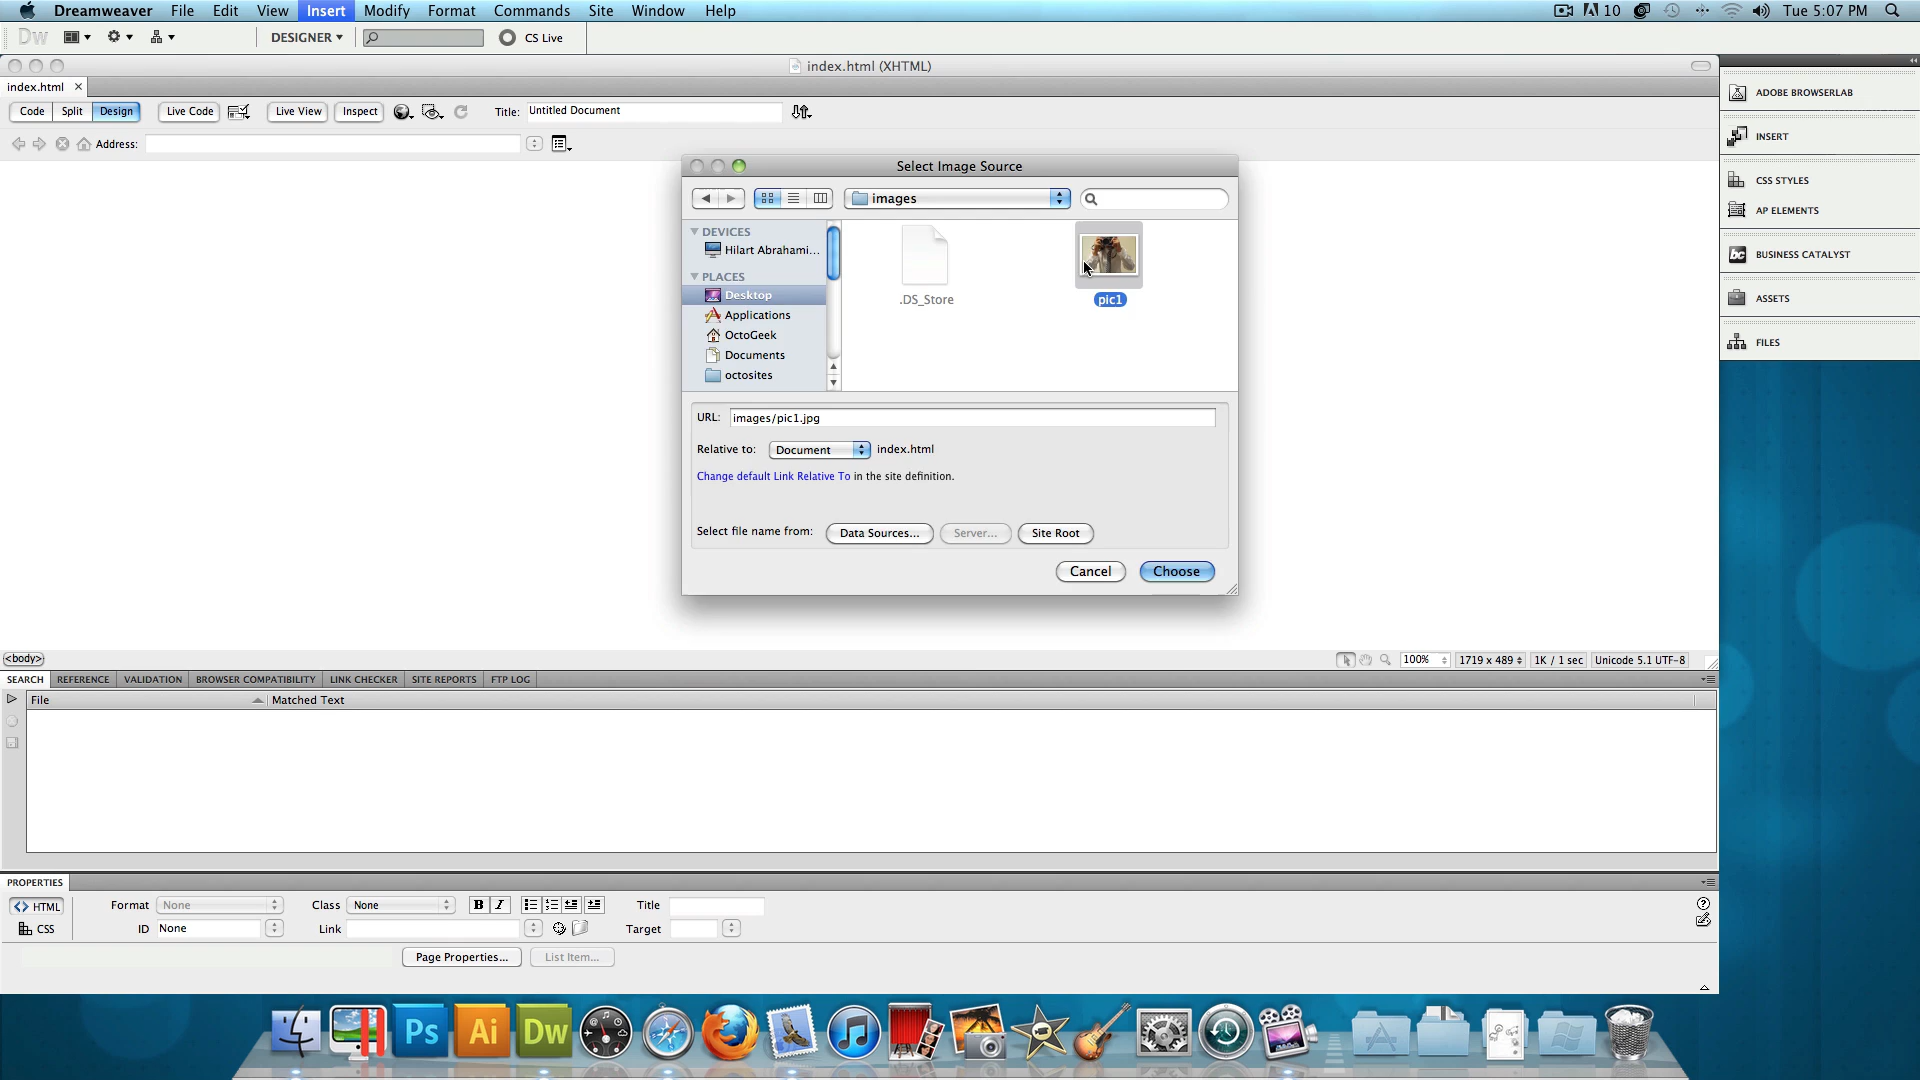 Dreamweaver File Edit View Insert Modify Format Commands Site Window Help 10 Tue 5:07 PM
Dw DESIGNER CS Live
index.html (XHTML)
index.html
Code Split Design Live Code Live View Inspect Title: Untitled Document
Address:
Select Image Source
images
DEVICES
Hilart Abrahami...
PLACES
Desktop
Applications
OctoGeek
Documents
octosites
.DS_Store
pic1
URL: images/pic1.jpg
Relative to: Document index.html
Change default Link Relative To in the site definition.
Select file name from: Data Sources... Server... Site Root
Cancel Choose
ADOBE BROWSERLAB
INSERT
CSS STYLES
AP ELEMENTS
bc BUSINESS CATALYST
ASSETS
FILES
<body> 100% 1719 x 489 1K / 1 sec Unicode 5.1 UTF-8
SEARCH REFERENCE VALIDATION BROWSER COMPATIBILITY LINK CHECKER SITE REPORTS FTP LOG
File Matched Text
PROPERTIES
<> HTML Format None Class None B I Title
CSS ID None Link Target
Page Properties... List Item...
Ps Ai Dw